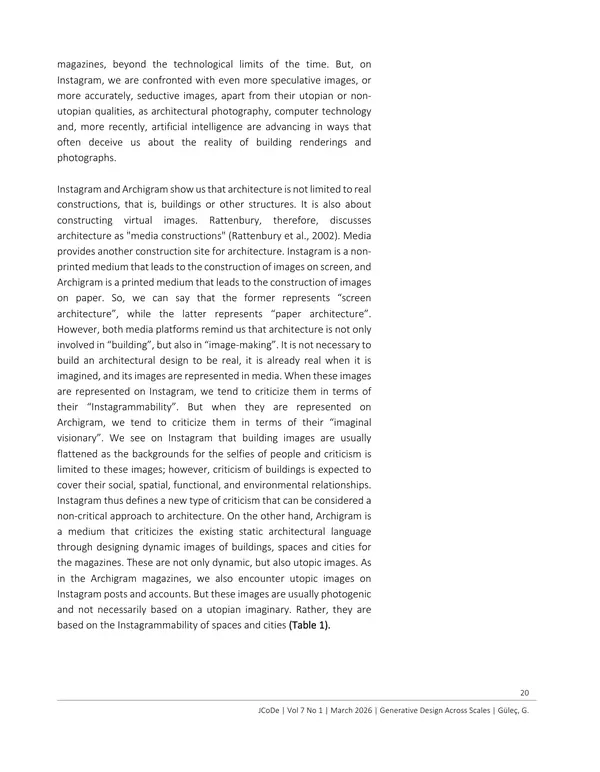 magazines, beyond the technological limits of the time. But, on
Instagram, we are confronted with even more speculative images, or
more accurately, seductive images, apart from their utopian or non-
utopian qualities, as architectural photography, computer technology
and, more recently, artificial intelligence are advancing in ways that
often deceive us about the reality of building renderings and
photographs.

Instagram and Archigram show us that architecture is not limited to real
constructions, that is, buildings or other structures. It is also about
constructing virtual images. Rattenbury, therefore, discusses
architecture as "media constructions" (Rattenbury et al., 2002). Media
provides another construction site for architecture. Instagram is a non-
printed medium that leads to the construction of images on screen, and
Archigram is a printed medium that leads to the construction of images
on paper. So, we can say that the former represents “screen
architecture”, while the latter represents “paper architecture”.
However, both media platforms remind us that architecture is not only
involved in “building”, but also in “image-making”. It is not necessary to
build an architectural design to be real, it is already real when it is
imagined, and its images are represented in media. When these images
are represented on Instagram, we tend to criticize them in terms of
their “Instagrammability”. But when they are represented on
Archigram, we tend to criticize them in terms of their “imaginal
visionary”. We see on Instagram that building images are usually
flattened as the backgrounds for the selfies of people and criticism is
limited to these images; however, criticism of buildings is expected to
cover their social, spatial, functional, and environmental relationships.
Instagram thus defines a new type of criticism that can be considered a
non-critical approach to architecture. On the other hand, Archigram is
a medium that criticizes the existing static architectural language
through designing dynamic images of buildings, spaces and cities for
the magazines. These are not only dynamic, but also utopic images. As
in the Archigram magazines, we also encounter utopic images on
Instagram posts and accounts. But these images are usually photogenic
and not necessarily based on a utopian imaginary. Rather, they are
based on the Instagrammability of spaces and cities (Table 1).

20
JCoDe | Vol 7 No 1 | March 2026 | Generative Design Across Scales | Güleç, G.